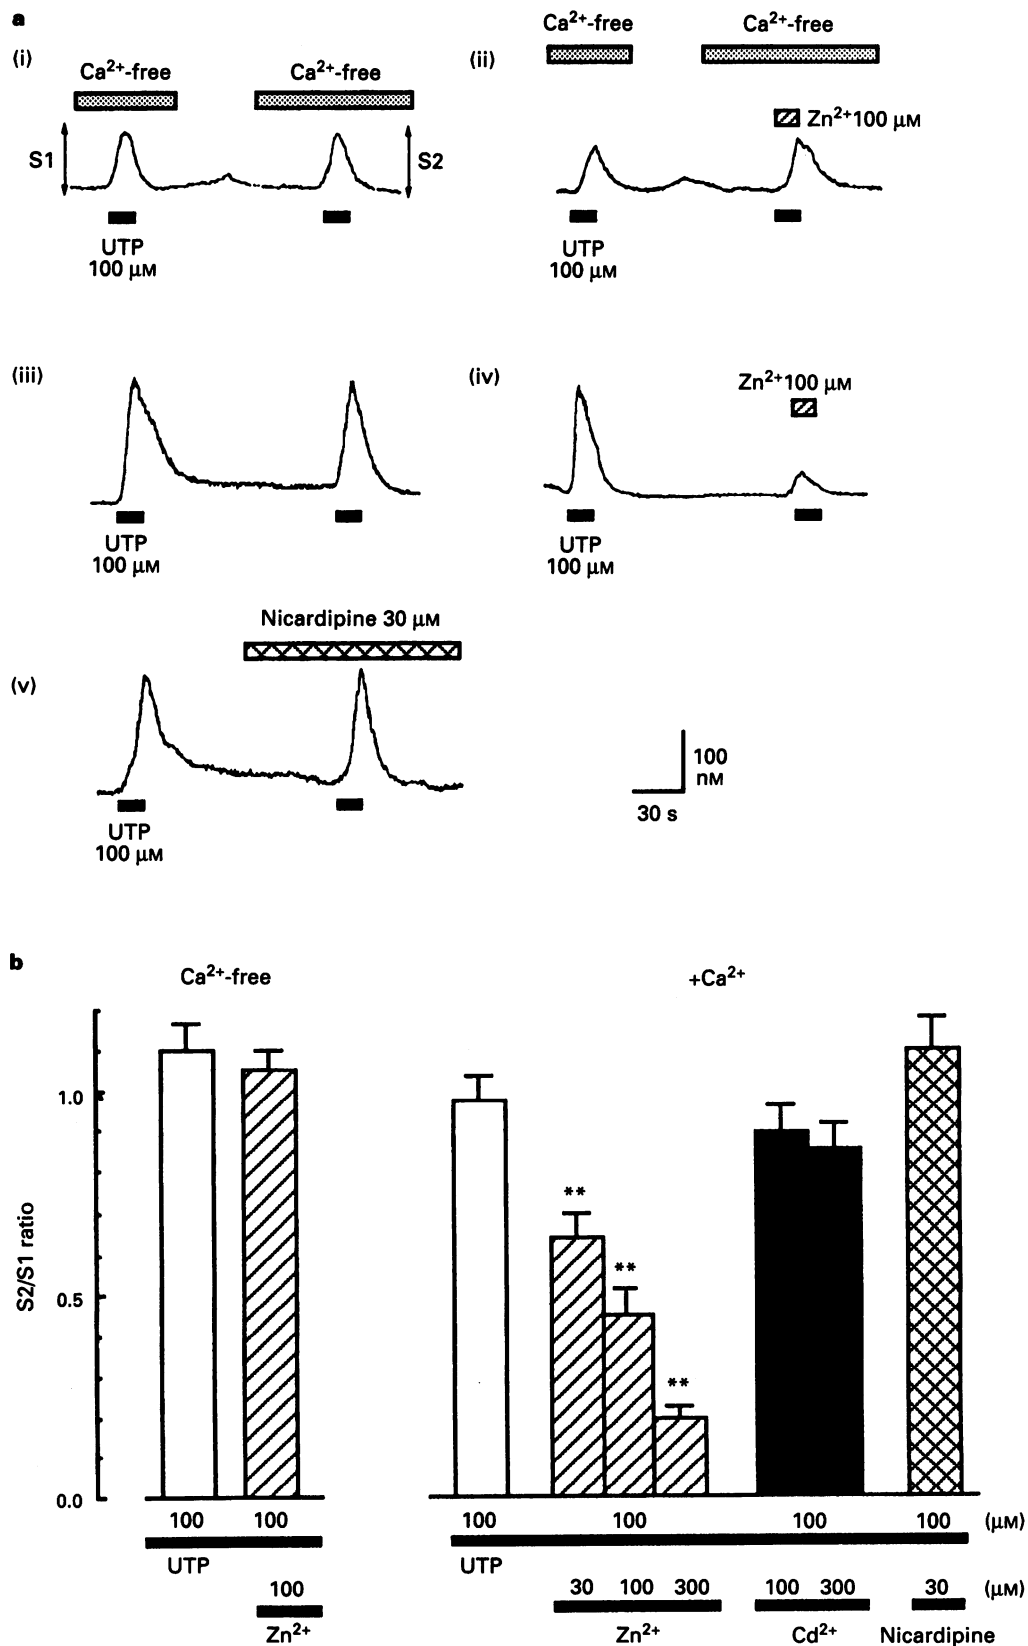 a
(i)
Ca²⁺-free
Ca²⁺-free
S1
S2
UTP
100 μM
(ii)
Ca²⁺-free
Ca²⁺-free
Zn²⁺100 μM
UTP
100 μM
(iii)
UTP
100 μM
(iv)
Zn²⁺100 μM
UTP
100 μM
Nicardipine 30 μM
(v)
UTP
100 μM
100
nM
30 s
b
Ca²⁺-free
+Ca²⁺
S2/S1 ratio
1.0
0.5
0.0
**
**
**
100 100 100 100 100 100 (μM)
UTP UTP
100 30 100 300 100 300 30 (μM)
Zn²⁺ Zn²⁺ Cd²⁺ Nicardipine